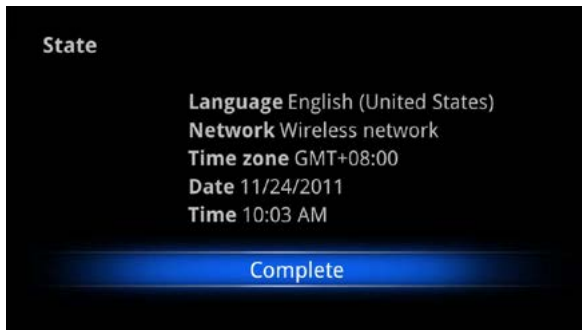 State
Language English (United States)
Network Wireless network
Time zone GMT+08:00
Date 11/24/2011
Time 10:03 AM
Complete